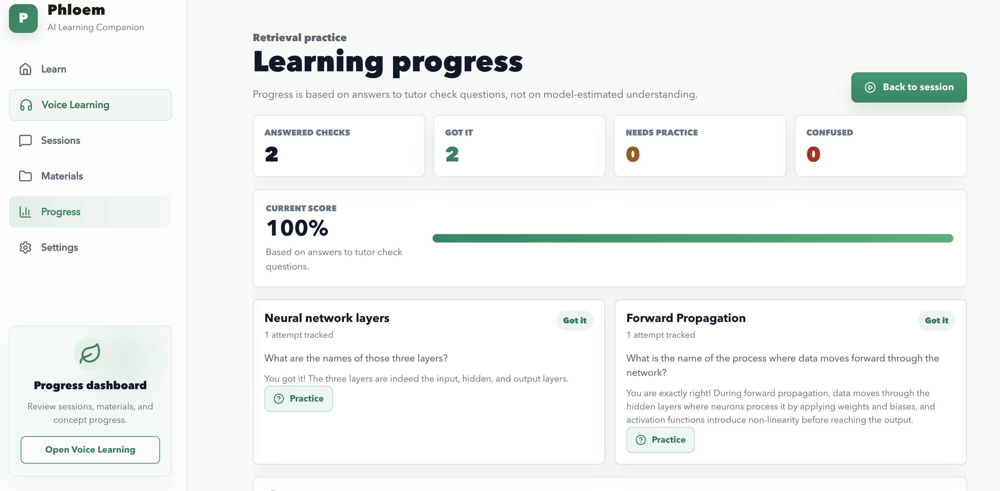 P
Phloem
AI Learning Companion
Learn
Voice Learning
Sessions
Materials
Progress
Settings
Progress dashboard
Review sessions, materials, and
concept progress.
Open Voice Learning
Retrieval practice
Learning progress
Progress is based on answers to tutor check questions, not on model-estimated understanding.
Back to session
ANSWERED CHECKS
2
GOT IT
2
NEEDS PRACTICE
0
CONFUSED
0
CURRENT SCORE
100%
Based on answers to tutor check
questions.
Neural network layers
Got it
1 attempt tracked
What are the names of those three layers?
You got it! The three layers are indeed the input, hidden, and output layers.
Practice
Forward Propagation
Got it
1 attempt tracked
What is the name of the process where data moves forward through the
network?
You are exactly right! During forward propagation, data moves through the
hidden layers where neurons process it by applying weights and biases, and
activation functions introduce non-linearity before reaching the output.
Practice